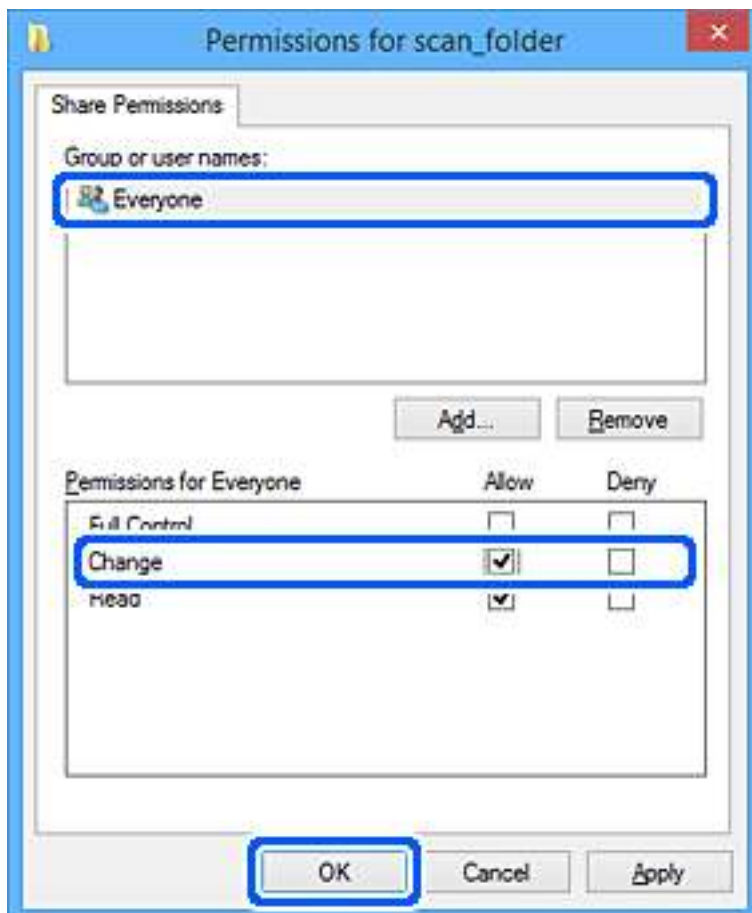 Permissions for scan_folder
Share Permissions
Group or user names:
Everyone
Add... Remove
Permissions for Everyone Allow Deny
Full Control
Change
Read
OK Cancel Apply